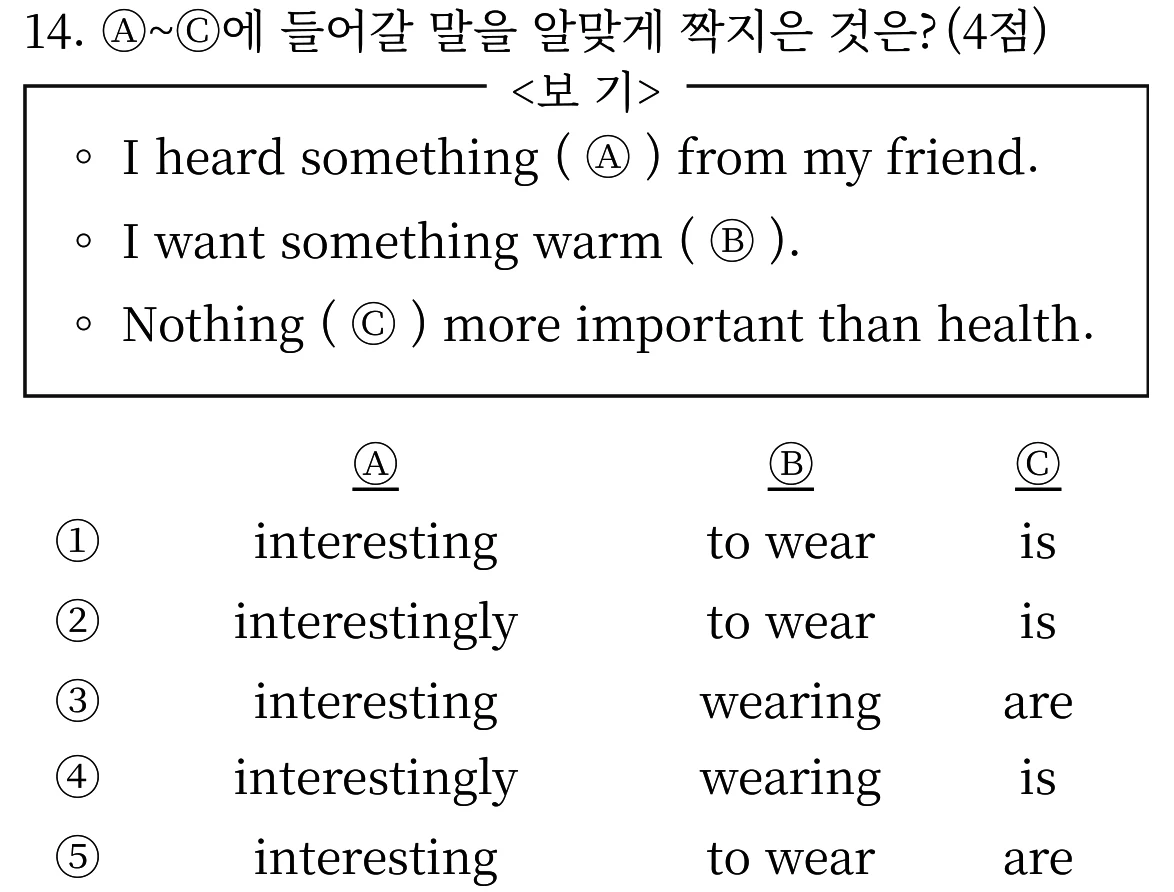 14. Ⓐ~Ⓒ에 들어갈 말을 알맞게 짝지은 것은?(4점)
<보 기>
◦ I heard something ( Ⓐ ) from my friend.
◦ I want something warm ( Ⓑ ).
◦ Nothing ( Ⓒ ) more important than health.
Ⓐ Ⓑ Ⓒ
① interesting to wear is
② interestingly to wear is
③ interesting wearing are
④ interestingly wearing is
⑤ interesting to wear are